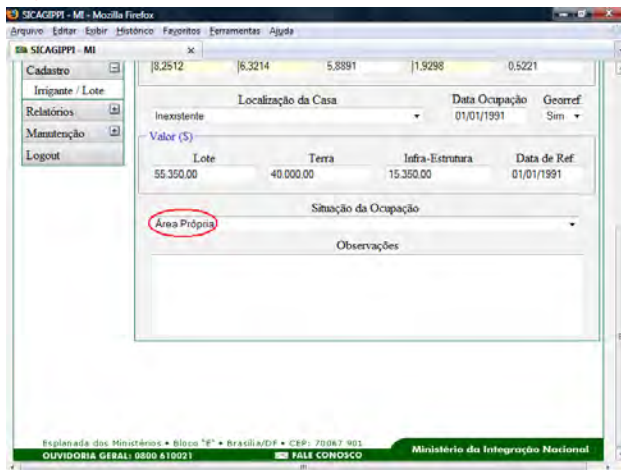 SICAGIPPI - MI - Mozilla Firefox
Arquivo Editar Exibir Histórico Favoritos Ferramentas Ajuda
SICAGIPPI - MI ×
Cadastro
Irrigante / Lote
Relatórios
Manutenção
Logout
8,2512 6,3214 5,8891 1,9298 0,5221
Localização da Casa Data Ocupação Georref
Inexistente 01/01/1991 Sim
Valor ($)
Lote Terra Infra-Estrutura Data de Ref
55.350,00 40.000,00 15.350,00 01/01/1991
Situação da Ocupação
Área Própria
Observações
Esplanada dos Ministérios • Bloco "E" • Brasília/DF • CEP: 70067 901
OUVIDORIA GERAL: 0800 610021 FALE CONOSCO Ministério da Integração Nacional